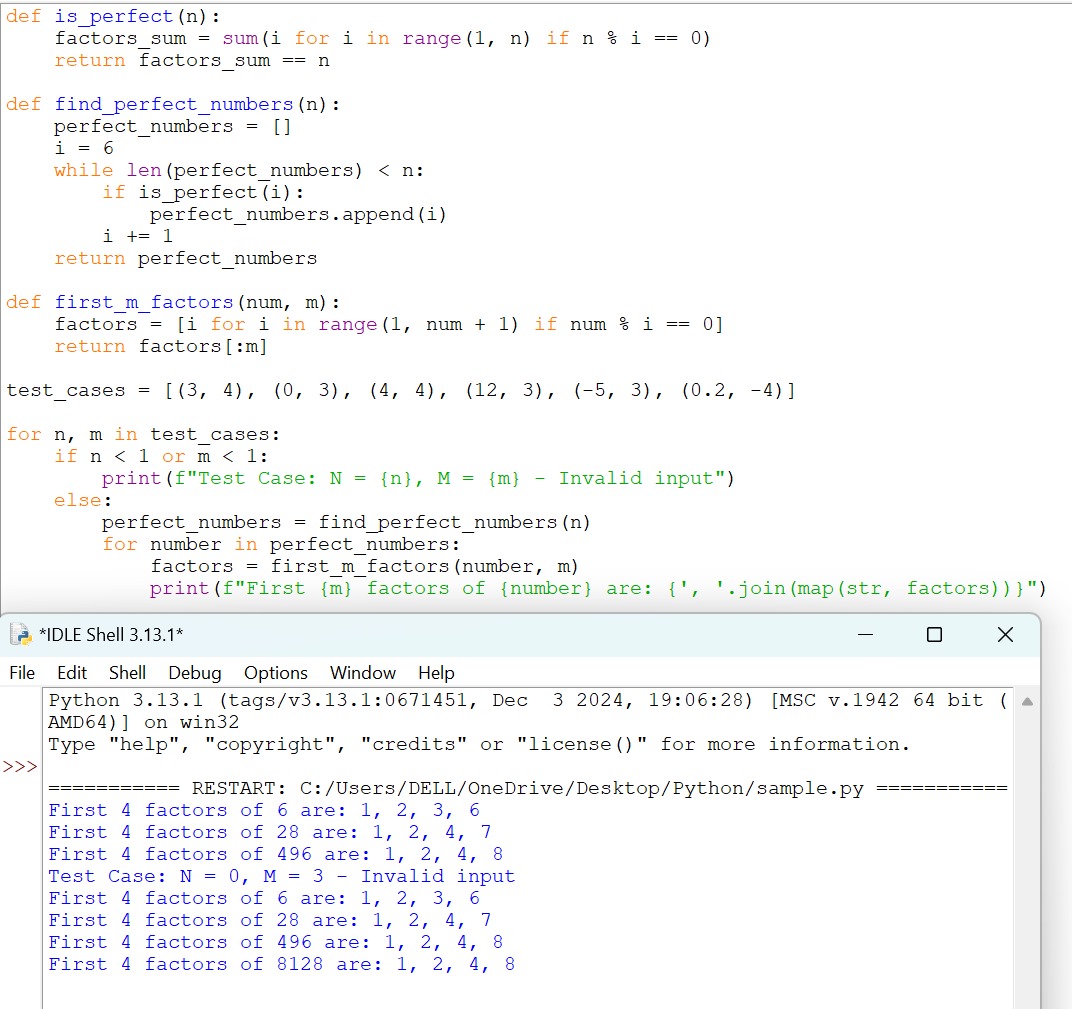 def is_perfect(n):
    factors_sum = sum(i for i in range(1, n) if n % i == 0)
    return factors_sum == n

def find_perfect_numbers(n):
    perfect_numbers = []
    i = 6
    while len(perfect_numbers) < n:
        if is_perfect(i):
            perfect_numbers.append(i)
        i += 1
    return perfect_numbers

def first_m_factors(num, m):
    factors = [i for i in range(1, num + 1) if num % i == 0]
    return factors[:m]

test_cases = [(3, 4), (0, 3), (4, 4), (12, 3), (-5, 3), (0.2, -4)]

for n, m in test_cases:
    if n < 1 or m < 1:
        print(f"Test Case: N = {n}, M = {m} - Invalid input")
    else:
        perfect_numbers = find_perfect_numbers(n)
        for number in perfect_numbers:
            factors = first_m_factors(number, m)
            print(f"First {m} factors of {number} are: {', '.join(map(str, factors))}")
*IDLE Shell 3.13.1*
File Edit Shell Debug Options Window Help
Python 3.13.1 (tags/v3.13.1:0671451, Dec  3 2024, 19:06:28) [MSC v.1942 64 bit (
AMD64)] on win32
Type "help", "copyright", "credits" or "license()" for more information.
>>>
=========== RESTART: C:/Users/DELL/OneDrive/Desktop/Python/sample.py ===========
First 4 factors of 6 are: 1, 2, 3, 6
First 4 factors of 28 are: 1, 2, 4, 7
First 4 factors of 496 are: 1, 2, 4, 8
Test Case: N = 0, M = 3 - Invalid input
First 4 factors of 6 are: 1, 2, 3, 6
First 4 factors of 28 are: 1, 2, 4, 7
First 4 factors of 496 are: 1, 2, 4, 8
First 4 factors of 8128 are: 1, 2, 4, 8